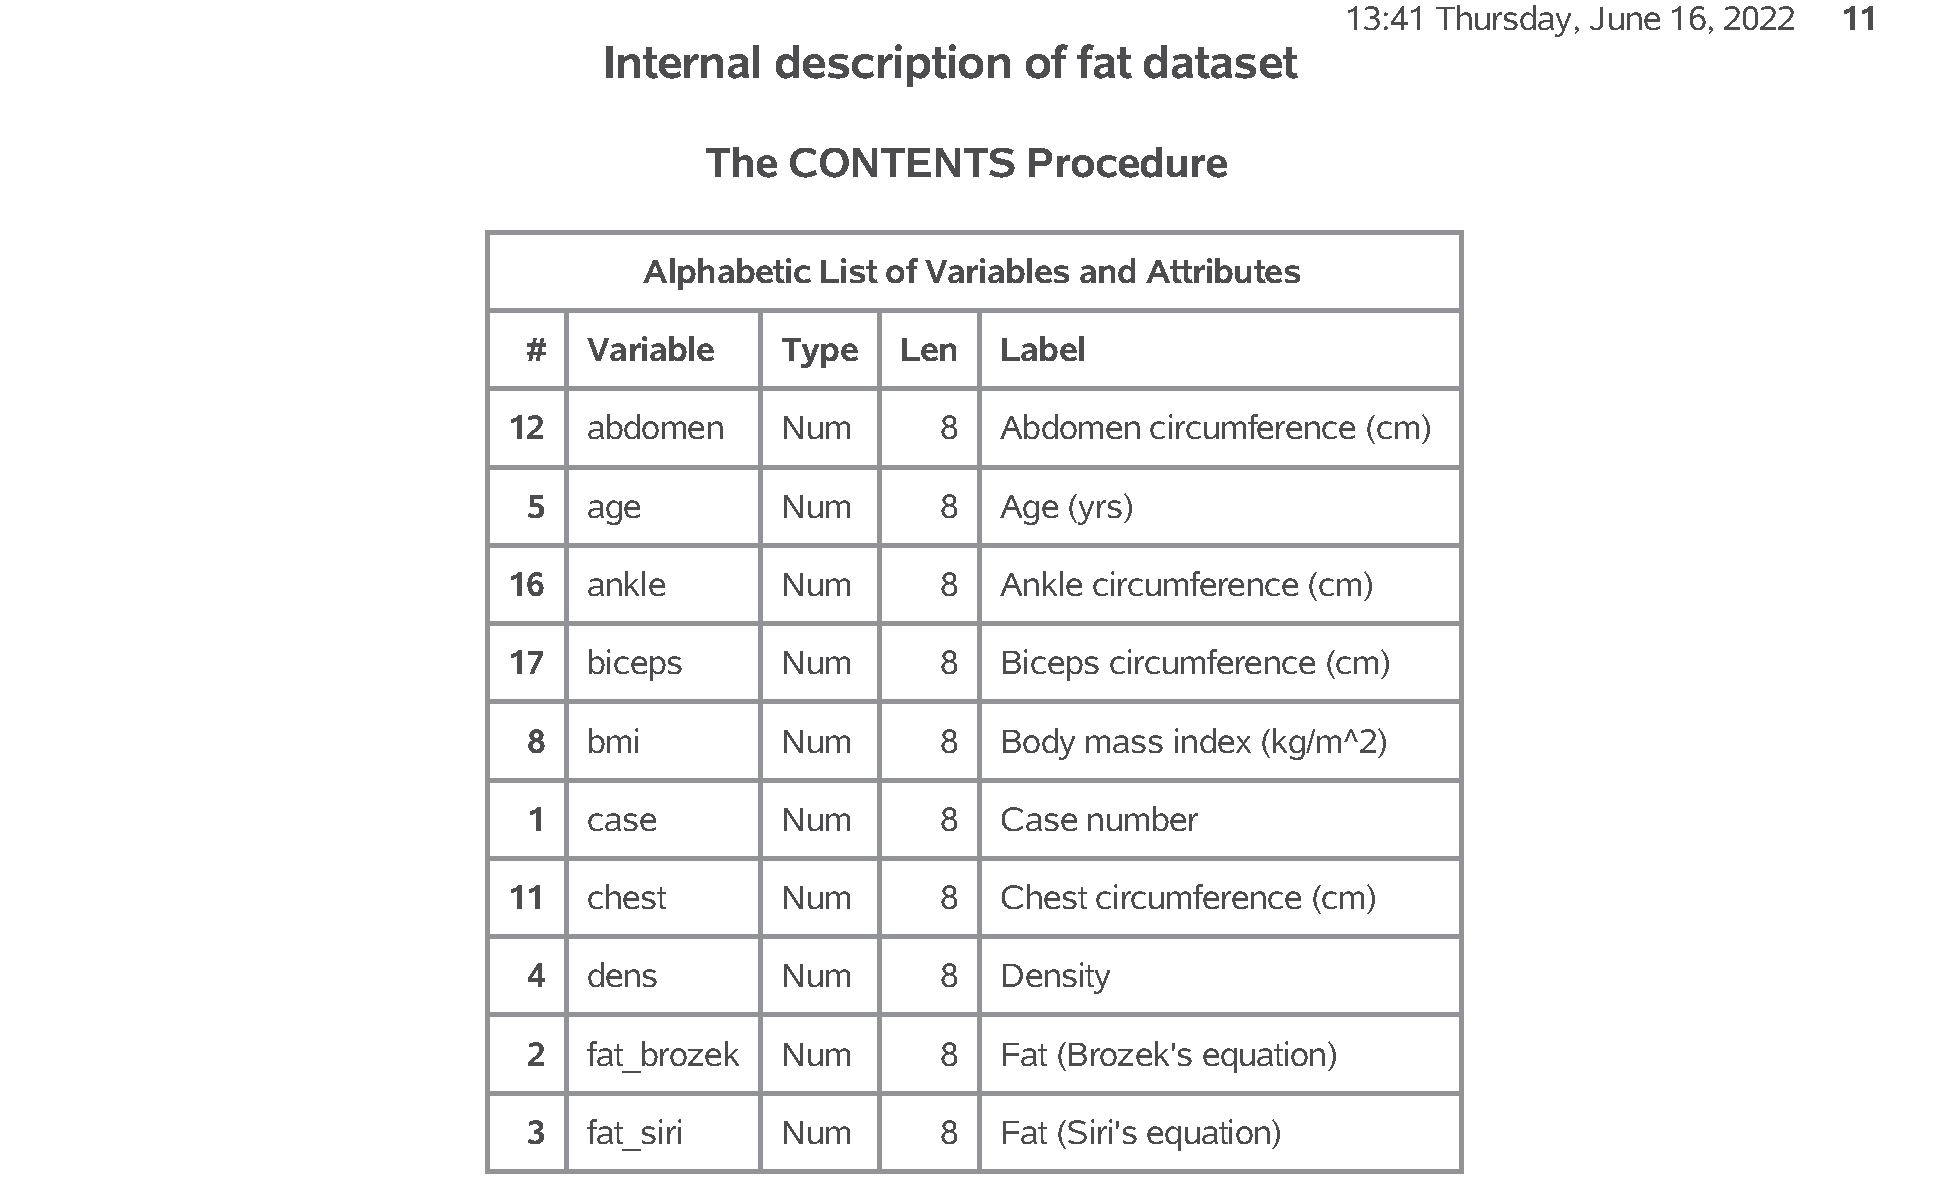 13:41 Thursday, June 16, 2022 11
Internal description of fat dataset
The CONTENTS Procedure
Alphabetic List of Variables and Attributes
# Variable Type Len Label
12 abdomen Num 8 Abdomen circumference (cm)
5 age Num 8 Age (yrs)
16 ankle Num 8 Ankle circumference (cm)
17 biceps Num 8 Biceps circumference (cm)
8 bmi Num 8 Body mass index (kg/m^2)
1 case Num 8 Case number
11 chest Num 8 Chest circumference (cm)
4 dens Num 8 Density
2 fat_brozek Num 8 Fat (Brozek's equation)
3 fat_siri Num 8 Fat (Siri's equation)